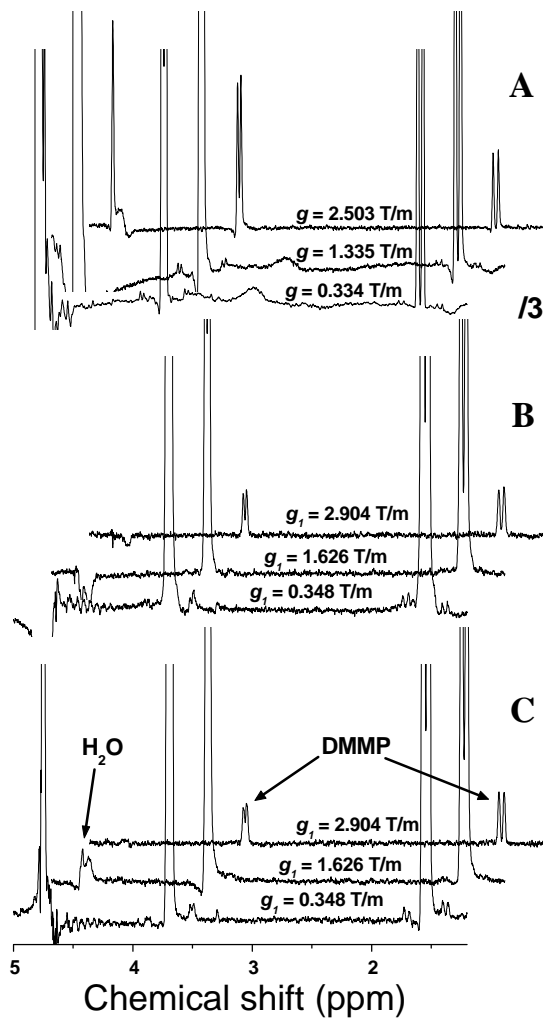 A
g = 2.503 T/m
g = 1.335 T/m
g = 0.334 T/m
/3
B
g₁ = 2.904 T/m
g₁ = 1.626 T/m
g₁ = 0.348 T/m
C
H₂O
DMMP
g₁ = 2.904 T/m
g₁ = 1.626 T/m
g₁ = 0.348 T/m
5 4 3 2
Chemical shift (ppm)